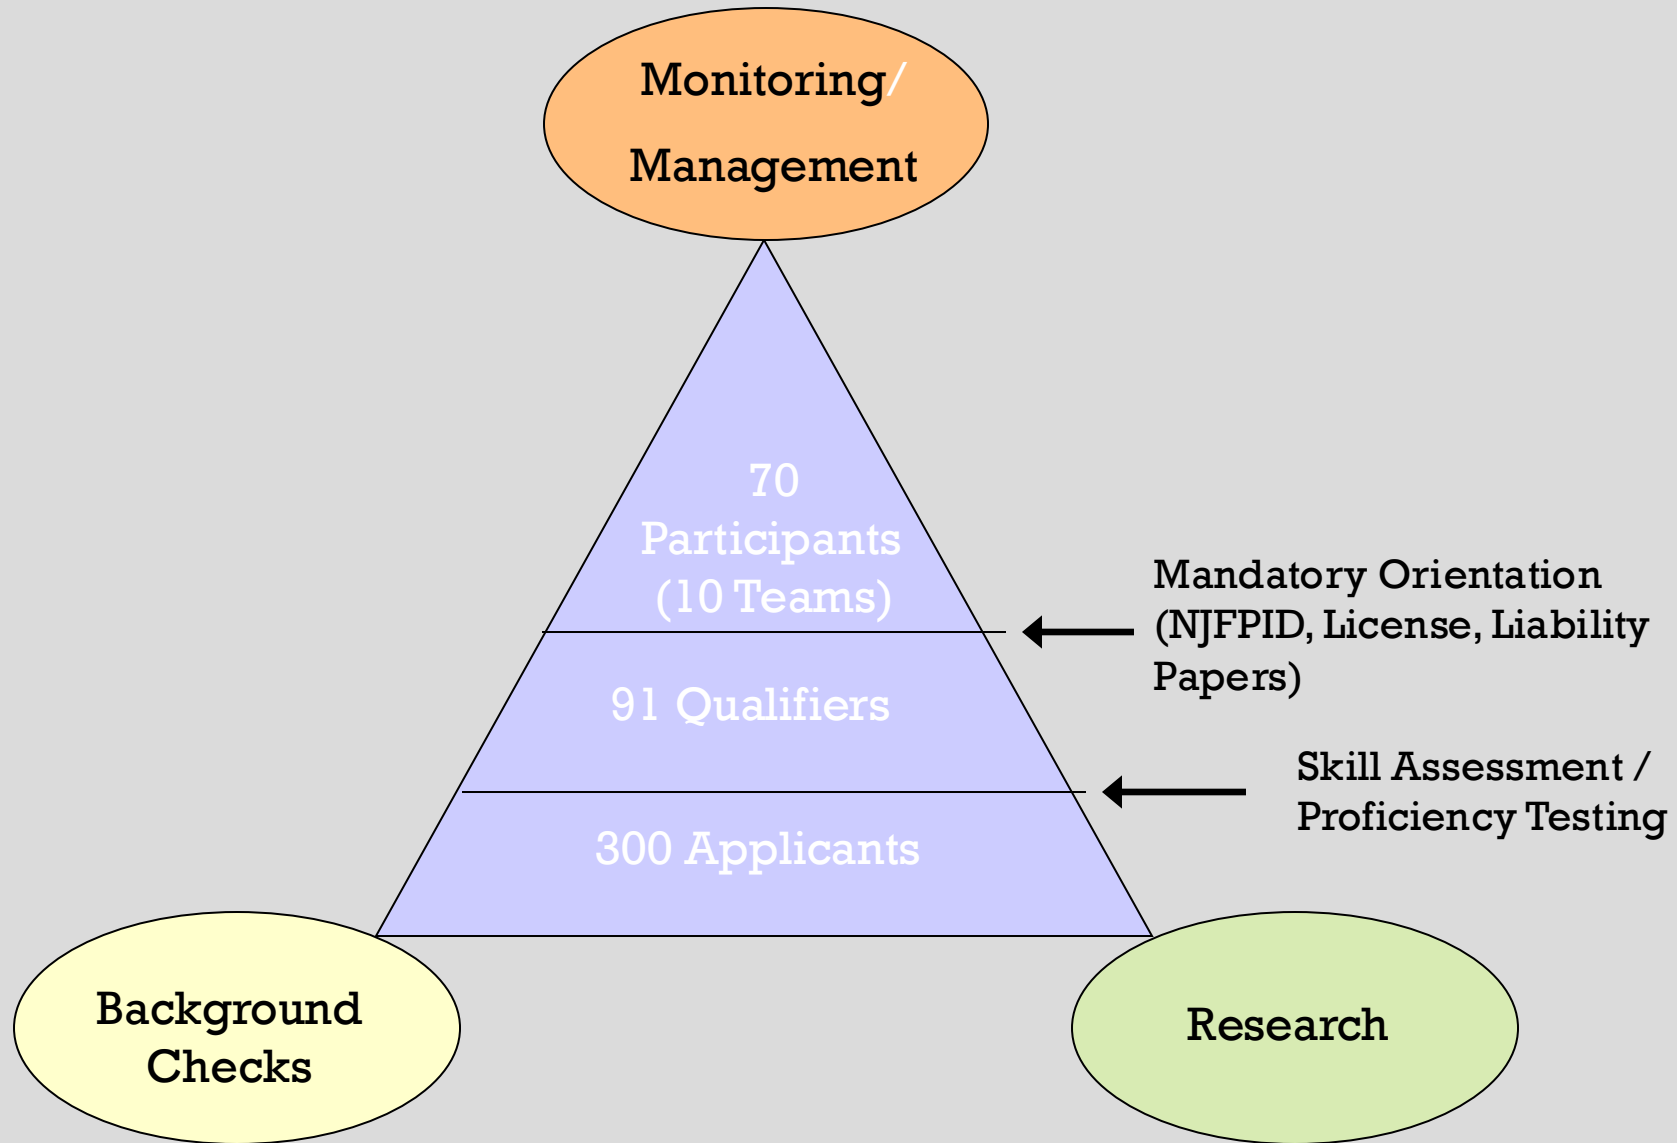 Monitoring/
Management
70
Participants
(10 Teams)
Mandatory Orientation
(NJFPID, License, Liability
Papers)
91 Qualifiers
Skill Assessment /
Proficiency Testing
300 Applicants
Background
Checks
Research